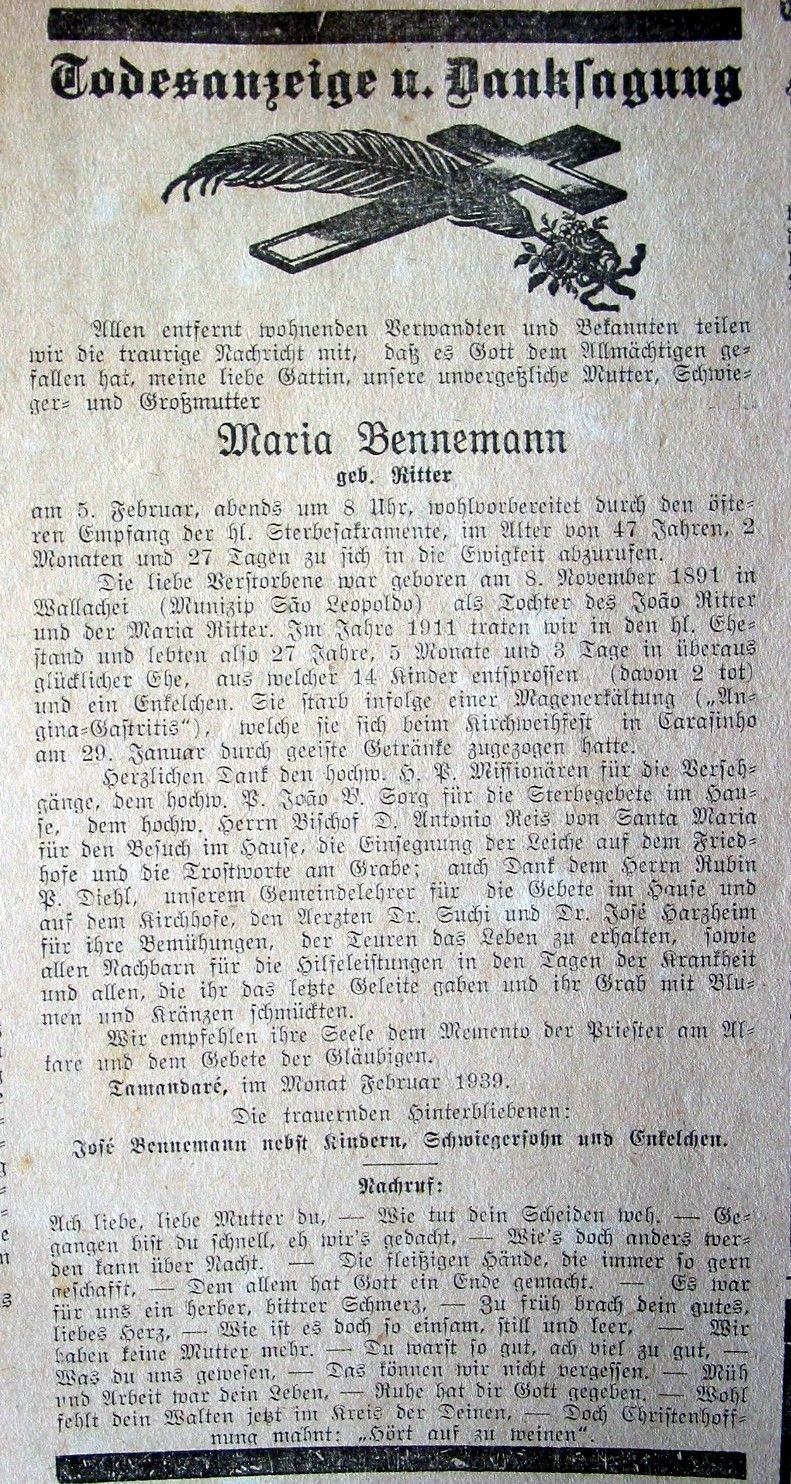 Todesanzeige u. Danksagung
Allen entfernt wohnenden Verwandten und Bekannten teilen
wir die traurige Nachricht mit, daß es Gott dem Allmächtigen ge-
fallen hat, meine liebe Gattin, unsere unvergeßliche Mutter, Schwie-
ger- und Großmutter
Maria Bennemann
geb. Ritter
am 5. Februar, abends um 8 Uhr, wohlvorbereitet durch den öfte-
ren Empfang der hl. Sterbesakramente, im Alter von 47 Jahren, 2
Monaten und 27 Tagen zu sich in die Ewigkeit abzurufen.
Die liebe Verstorbene war geboren am 8. November 1891 in
Wallachei (Munizip São Leopoldo) als Tochter des João Ritter
und der Maria Ritter. Im Jahre 1911 traten wir in den hl. Ehe-
stand und lebten also 27 Jahre, 5 Monate und 3 Tage in überaus
glücklicher Ehe, aus welcher 14 Kinder entsprossen (davon 2 tot)
und ein Enkelchen. Sie starb infolge einer Magenerkältung („An-
gina-Gastritis“), welche sie sich beim Kirchweihfest in Carasinho
am 29. Januar durch geeiste Getränke zugezogen hatte.
Herzlichen Dank den hochw. H. P. Missionären für die Verseh-
gänge, dem hochw. P. João B. Sorg für die Sterbegebete im Hau-
se, dem hochw. Herrn Bischof D. Antonio Reis von Santa Maria
für den Besuch im Hause, die Einsegnung der Leiche auf dem Fried-
hofe und die Trostworte am Grabe; auch Dank dem Herrn Rubin
P. Diehl, unserem Gemeindelehrer für die Gebete im Hause und
auf dem Kirchhofe, den Aerzten Dr. Suchi und Dr. José Harzheim
für ihre Bemühungen, der Teuren das Leben zu erhalten, sowie
allen Nachbarn für die Hilfeleistungen in den Tagen der Krankheit
und allen, die ihr das letzte Geleite gaben und ihr Grab mit Blu-
men und Kränzen schmückten.
Wir empfehlen ihre Seele dem Memento der Priester am Al-
tare und dem Gebete der Gläubigen.
Tamandaré, im Monat Februar 1939.
Die trauernden Hinterbliebenen:
José Bennemann nebst Kindern, Schwiegersohn und Enkelchen.
Nachruf:
Ach liebe, liebe Mutter du, — Wie tut dein Scheiden weh. — Ge-
gangen bist du schnell, eh wir's gedacht, — Wie's doch anders wer-
den kann über Nacht. — Die fleißigen Hände, die immer so gern
geschafft, — Dem allem hat Gott ein Ende gemacht. — Es war
für uns ein herber, bittrer Schmerz, — Zu früh brach dein gutes,
liebes Herz, — Wie ist es doch so einsam, still und leer, — Wir
haben keine Mutter mehr. — Du warst so gut, ach viel zu gut, —
Was du uns gewesen, — Das können wir nicht vergessen. — Müh
und Arbeit war dein Leben, — Ruhe hat dir Gott gegeben. — Wohl
fehlt dein Walten jetzt im Kreis der Deinen, — Doch Christenhoff-
nung mahnt: „Hört auf zu weinen“.